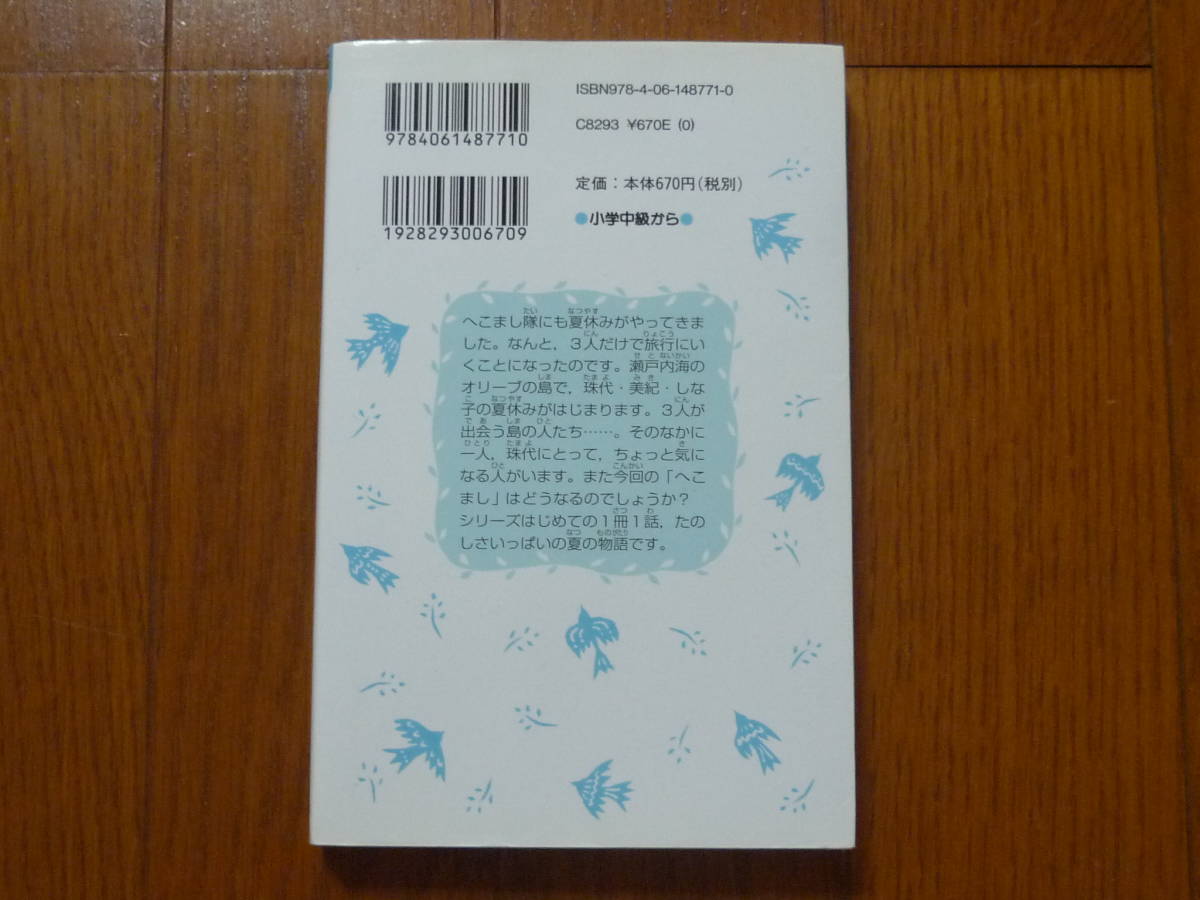 ISBN978-4-06-148771-0
9784061487710
C8293 ¥670E (0)
定価：本体670円(税別)
●小学中級から●
1928293006709
へこまし隊にも夏休みがやってきま
した。なんと，３人だけで旅行にい
くことになったのです。瀬戸内海の
オリーブの島で，珠代・美紀・しな
子の夏休みがはじまります。３人が
出会う島の人たち……。そのなかに
一人，珠代にとって，ちょっと気に
なる人がいます。また今回の「へこ
まし」はどうなるのでしょうか？
シリーズはじめての１冊１話，たの
しさいっぱいの夏の物語です。